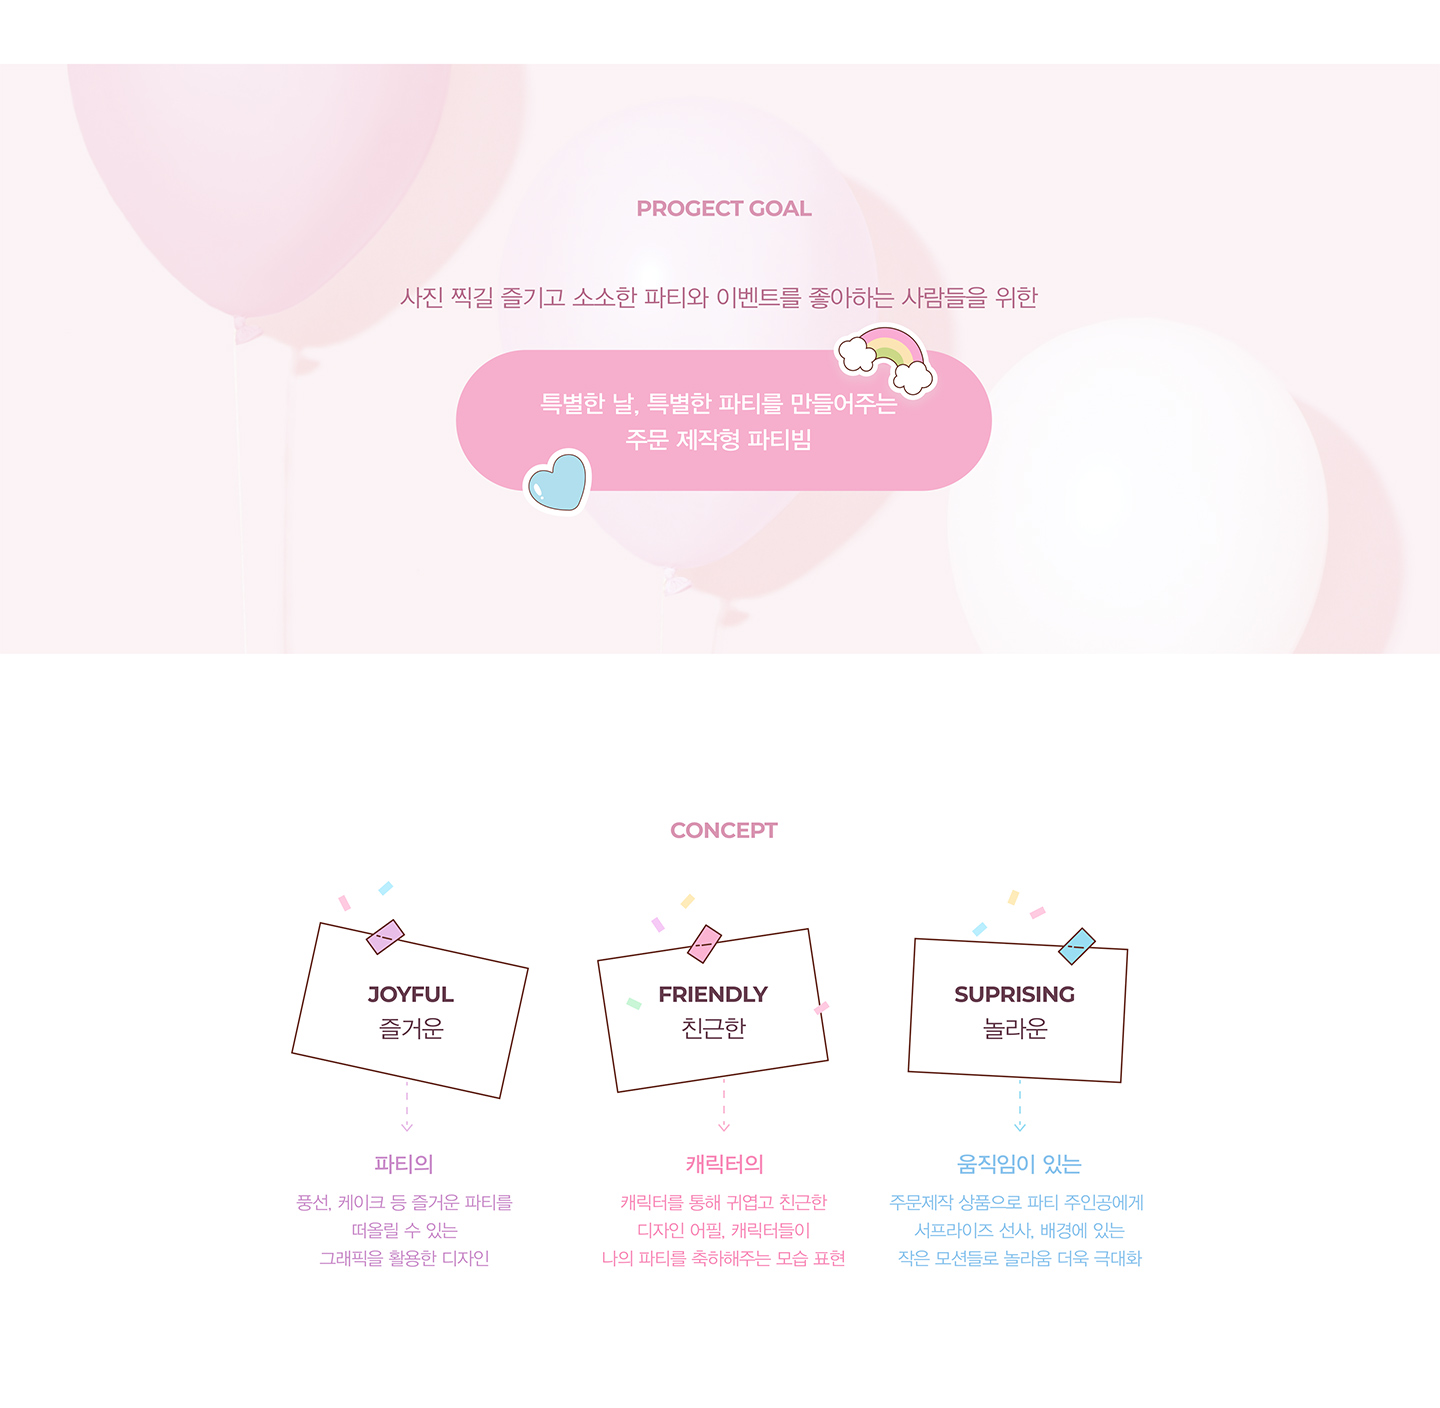 PROGECT GOAL
사진 찍길 즐기고 소소한 파티와 이벤트를 좋아하는 사람들을 위한
특별한 날, 특별한 파티를 만들어주는
주문 제작형 파티빔
CONCEPT
JOYFUL
즐거운
파티의
풍선, 케이크 등 즐거운 파티를
떠올릴 수 있는
그래픽을 활용한 디자인
FRIENDLY
친근한
캐릭터의
캐릭터를 통해 귀엽고 친근한
디자인 어필, 캐릭터들이
나의 파티를 축하해주는 모습 표현
SUPRISING
놀라운
움직임이 있는
주문제작 상품으로 파티 주인공에게
서프라이즈 선사, 배경에 있는
작은 모션들로 놀라움 더욱 극대화